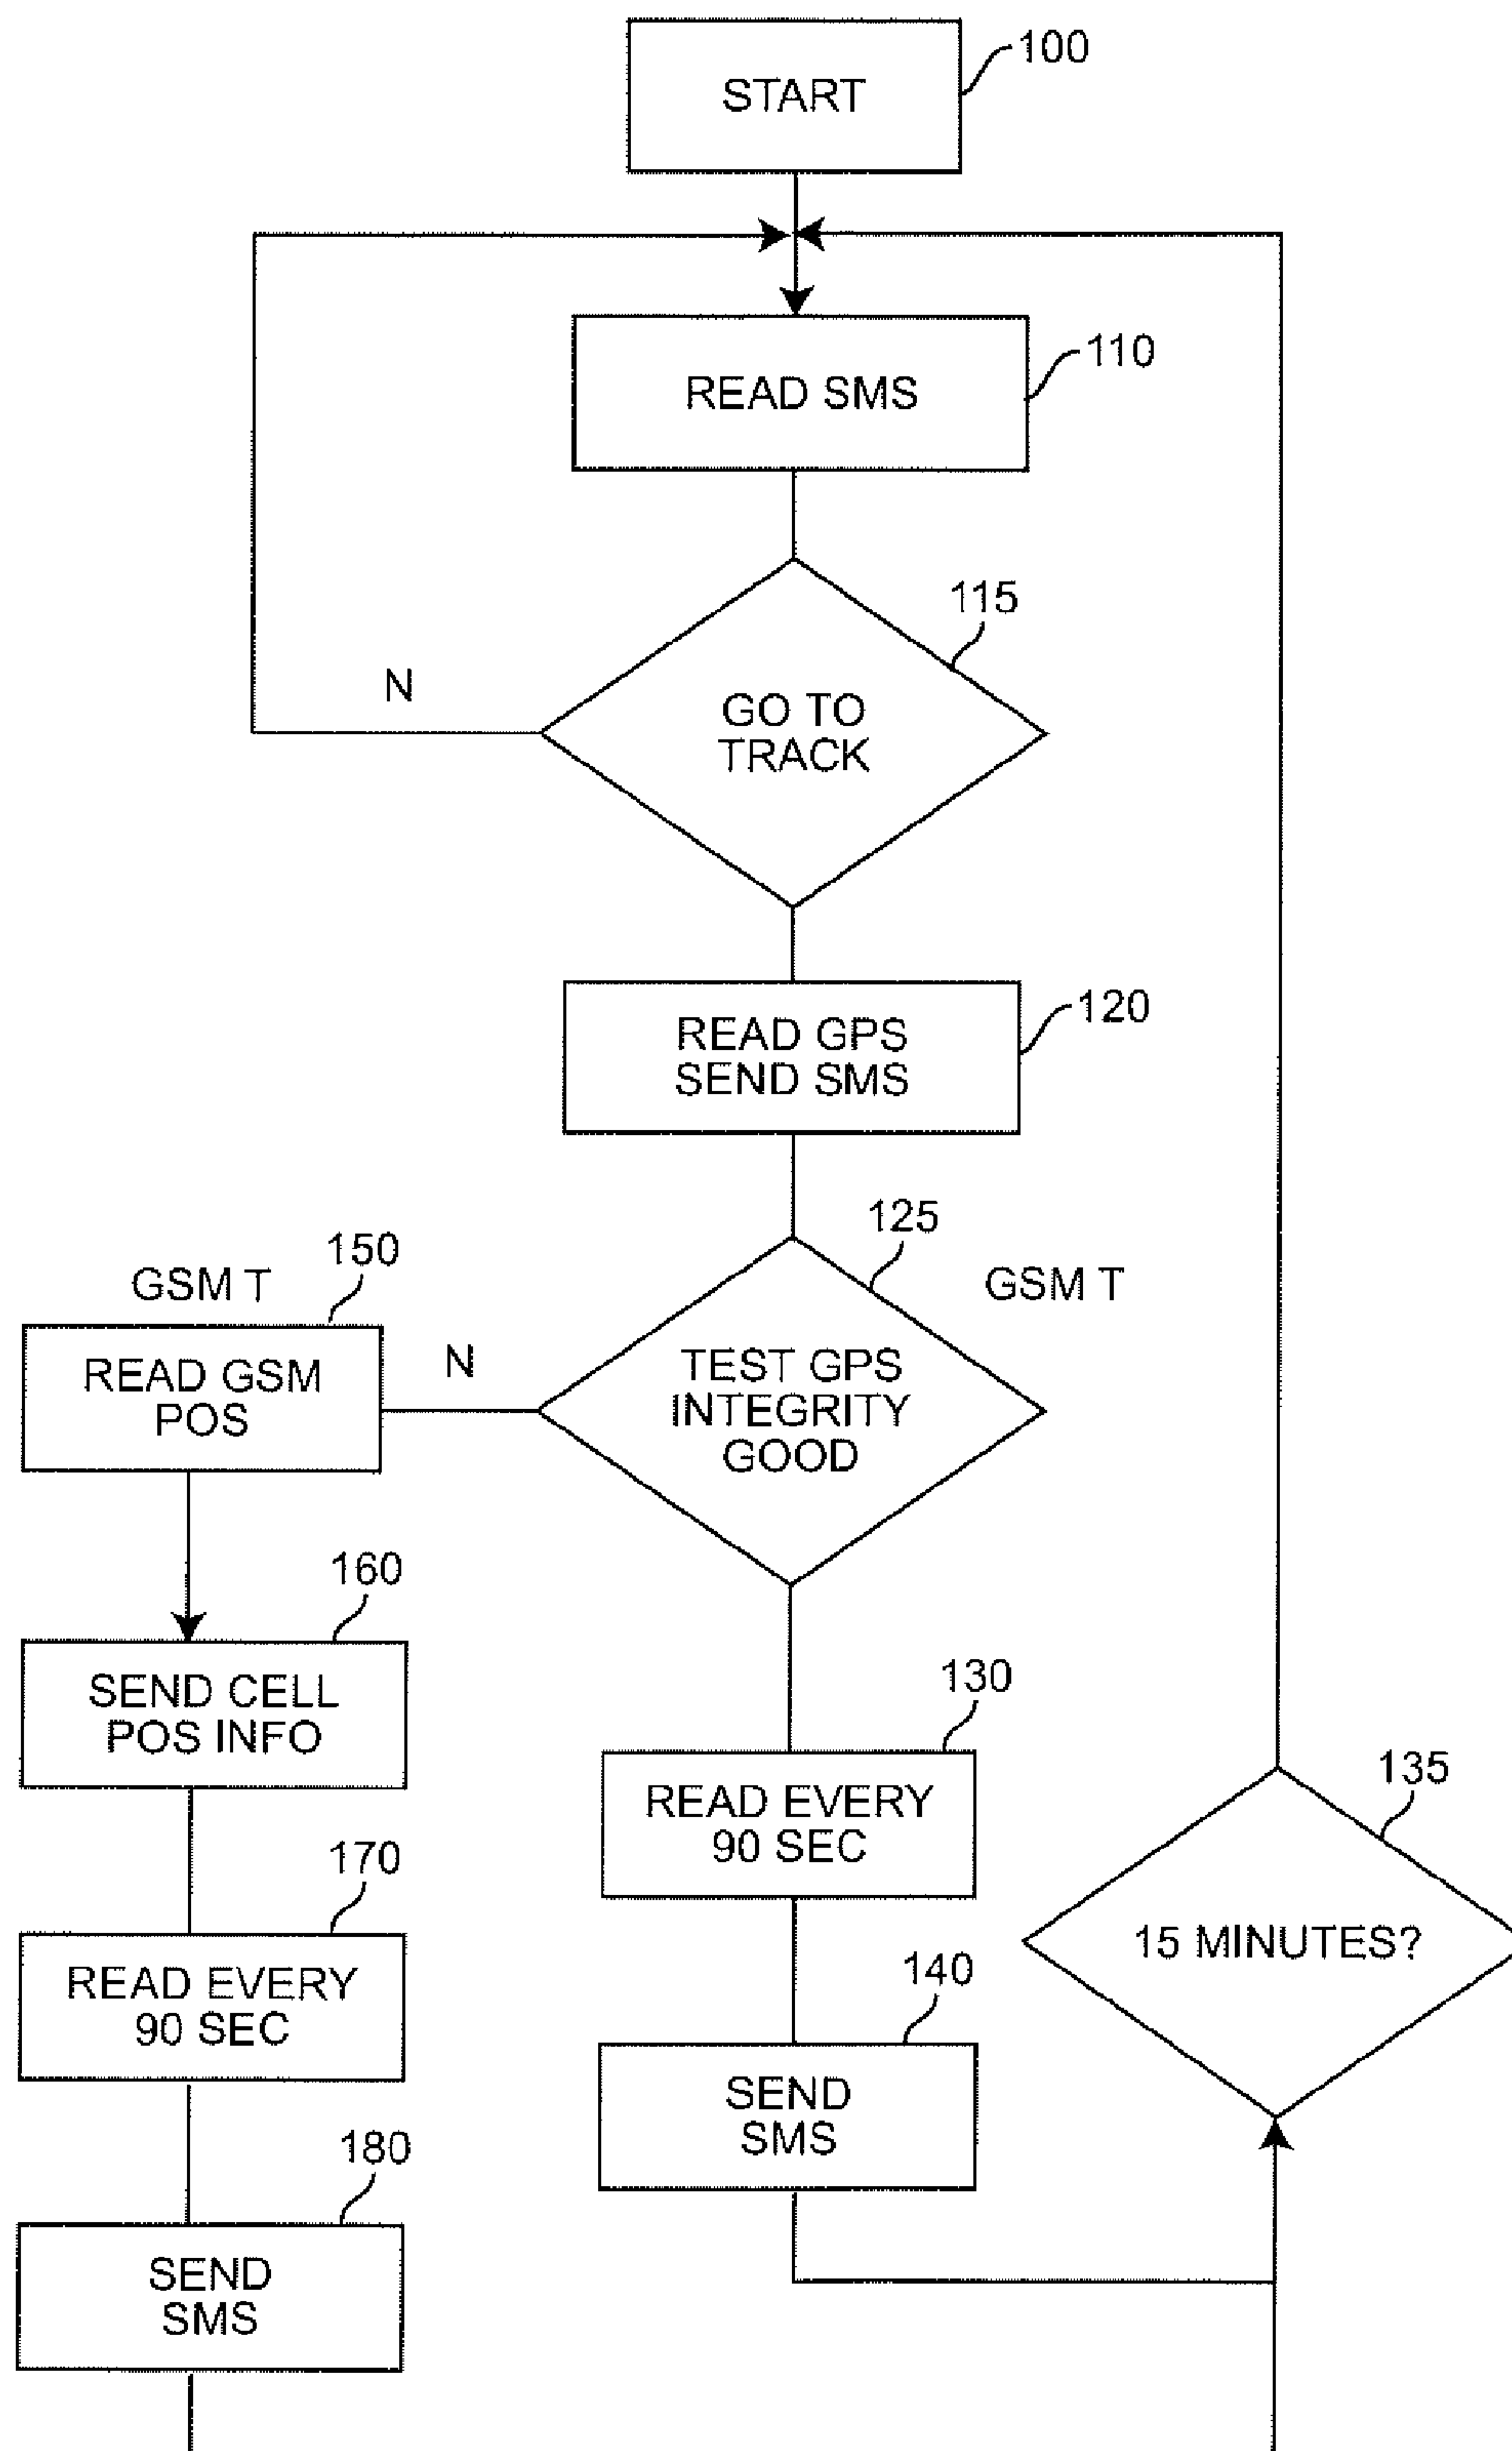 START
100
READ SMS
110
115
N
GO TO
TRACK
READ GPS
SEND SMS
120
125
150
GSM T
GSM T
READ GSM
POS
N
TEST GPS
INTEGRITY
GOOD
160
SEND CELL
POS INFO
130
READ EVERY
90 SEC
135
170
READ EVERY
90 SEC
15 MINUTES?
140
SEND
SMS
180
SEND
SMS